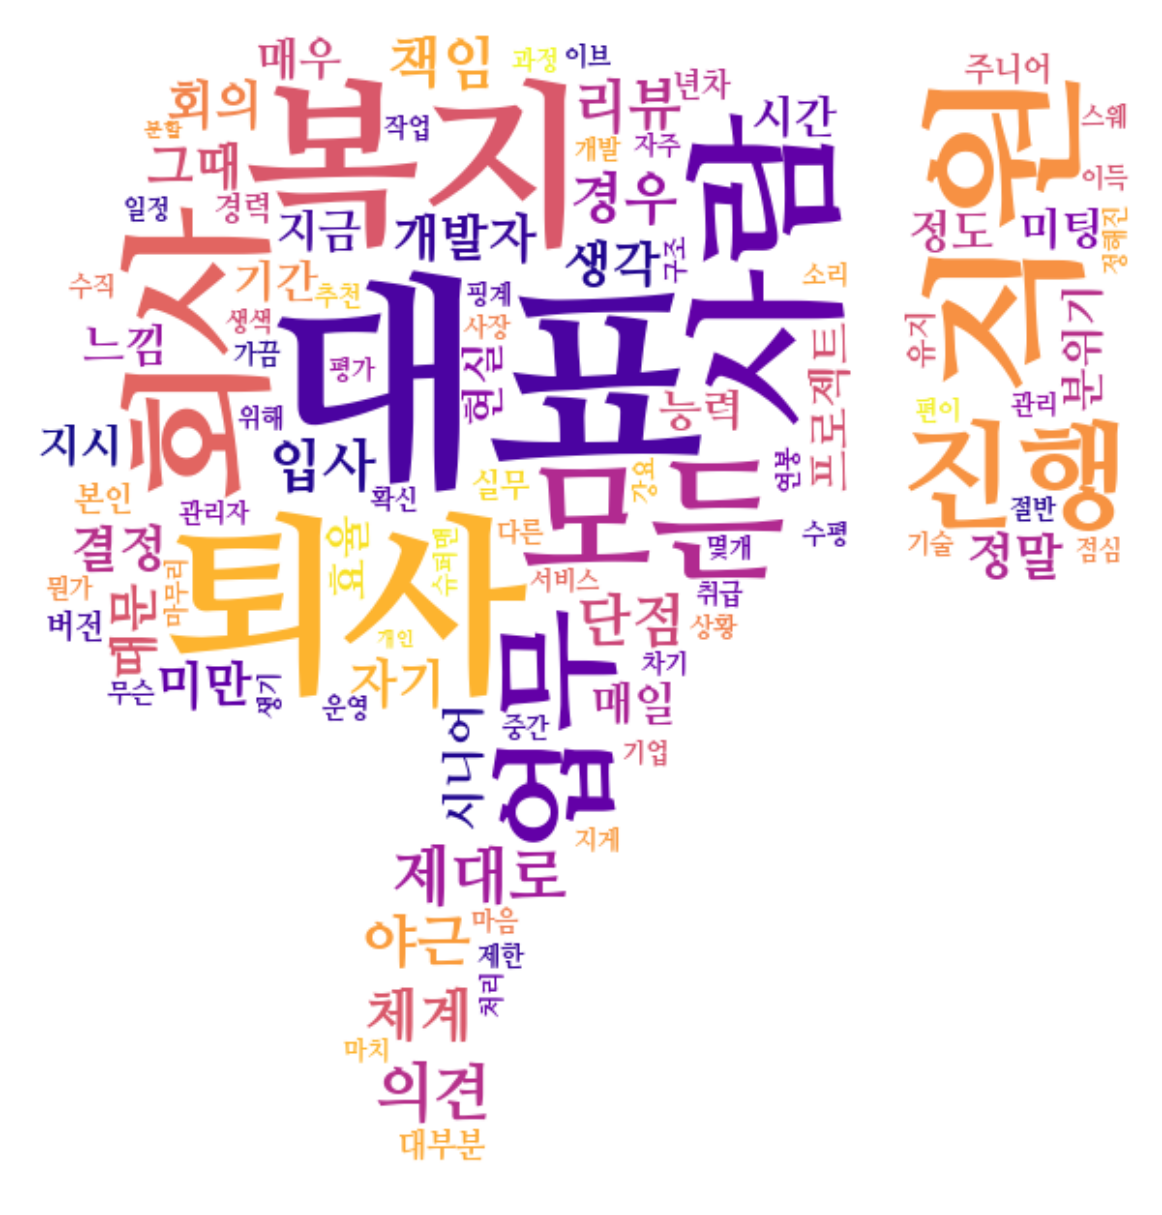 매우
책임
과정
이브
주니어
회의
복지
리뷰
년차
시간
직원
스웨
분할
작업
그때
개발
자주
사람
이득
일정
경력
지금
개발자
경우
생각
구조
정도
미팅
정해진
회사
수직
기간
추천
핑계
소리
대표
생색
사장
느낌
가끔
평가
현실
프로젝트
유지
분위기
위해
능력
편이
관리
지시
입사
진행
본인
확신
실무
모든
강요
연봉
절반
관리자
결정
퇴사
효율
슈퍼맨
다른
몇개
수평
기술
정말
점심
뭔가
마무리
서비스
취급
버전
때문
개인
업무
단점
상황
무슨
미만
생기
자기
차기
운영
시니어
중간
매일
기업
지게
제대로
야근
마음
제한
체계
처리
마치
의견
대부분